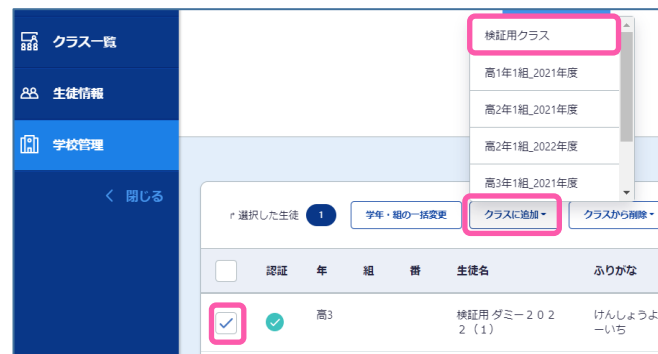 クラス一覧
生徒情報
学校管理
閉じる
検証用クラス
高1年1組_2021年度
高2年1組_2021年度
高2年1組_2022年度
高3年1組_2021年度
選択した生徒 1 学年・組の一括変更 クラスに追加 クラスから削除
認証 年 組 番 生徒名 ふりがな
高3 検証用 ダミー２０２ けんしょうよ
２（１） ーいち